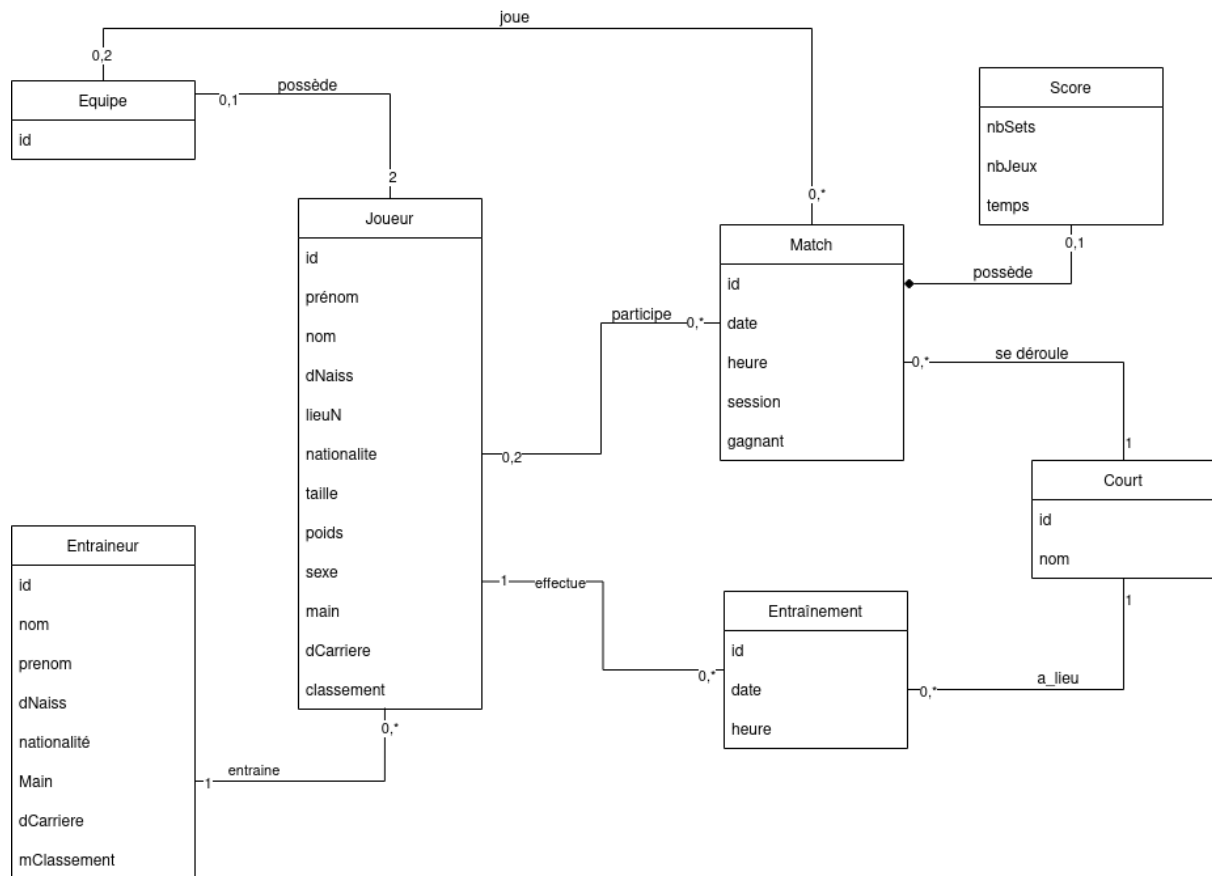 joue
0,2
Equipe
id
0,1
possède
2
Score
nbSets
nbJeux
temps
0,1
possède
0,*
Match
id
date
heure
session
gagnant
Joueur
id
prénom
nom
dNaiss
lieuN
nationalite
taille
poids
sexe
main
dCarriere
classement
participe
0,*
0,2
0,*
se déroule
1
Court
id
nom
1
1
effectue
0,*
Entraînement
id
date
heure
0,*
a_lieu
Entraineur
id
nom
prenom
dNaiss
nationalité
Main
dCarriere
mClassement
0,*
entraine
1